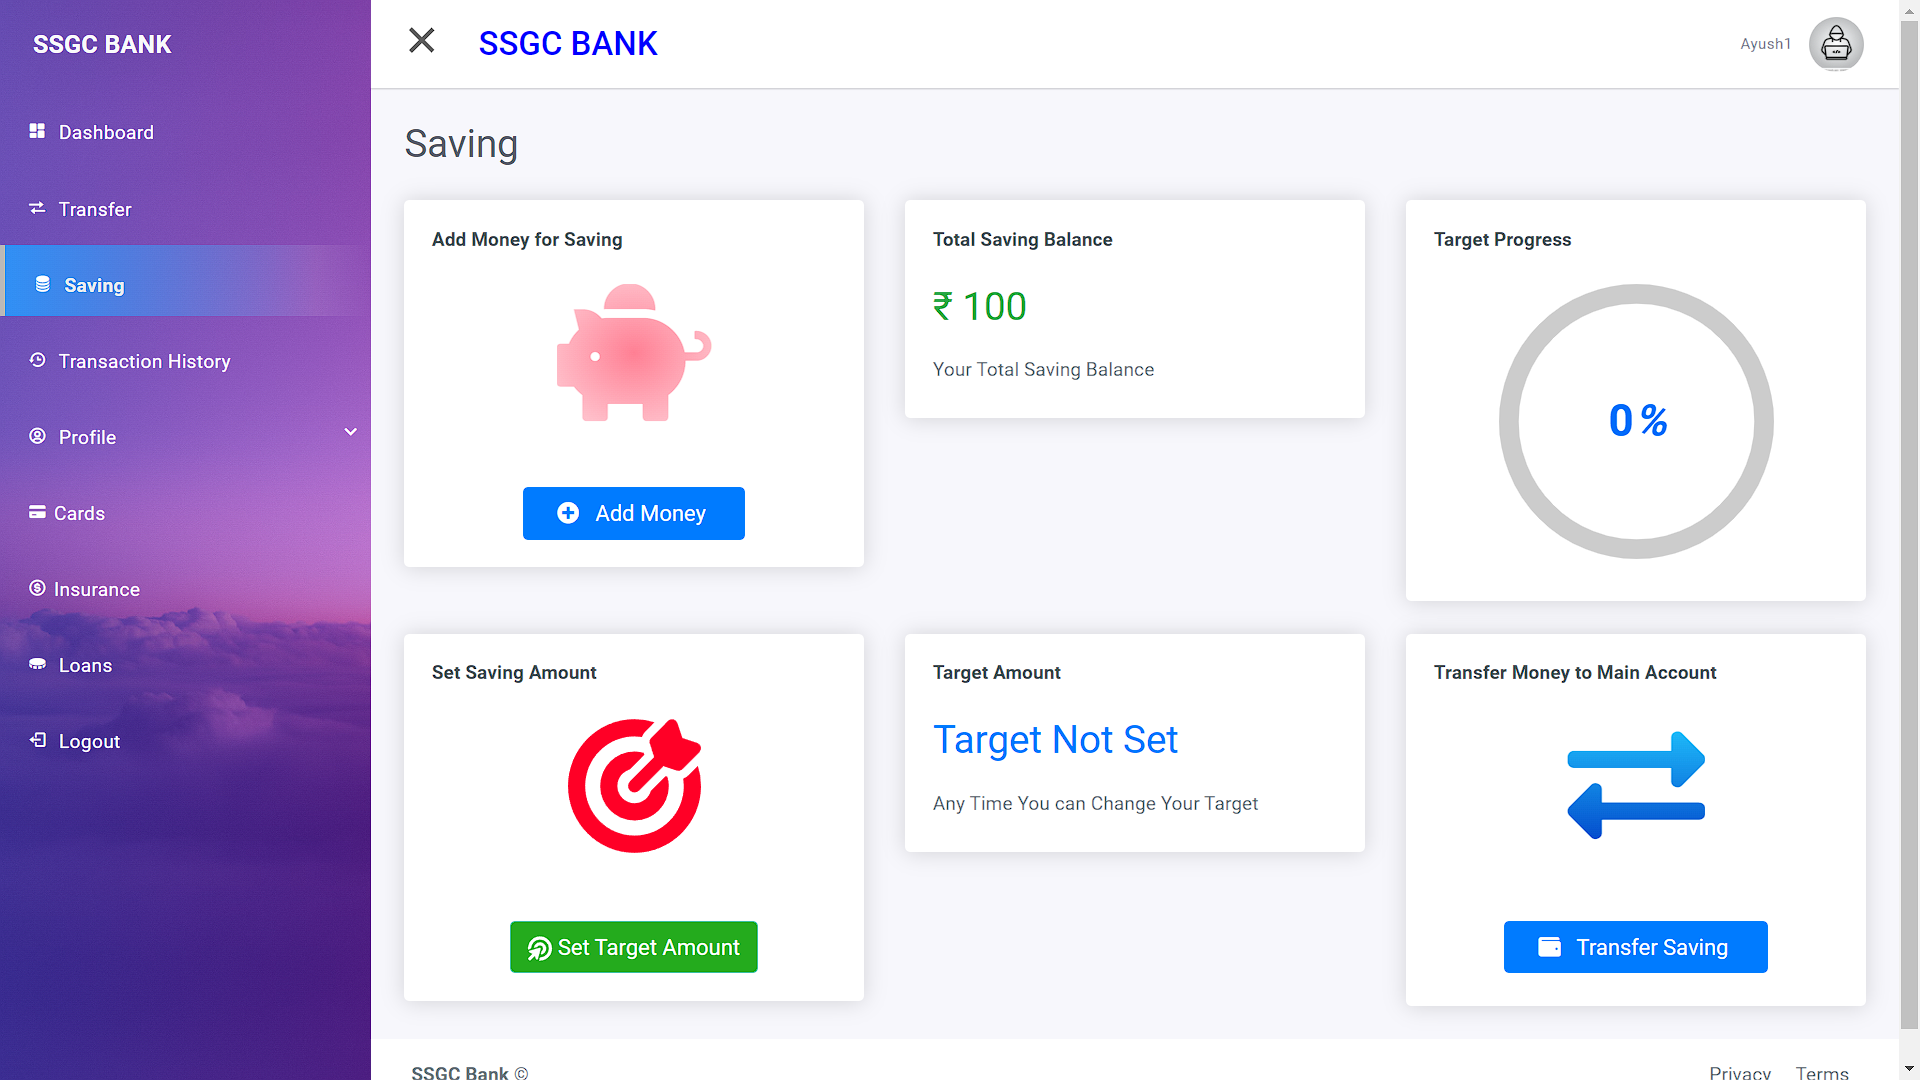 SSGC BANK
Dashboard
Transfer
Saving
Transaction History
Profile
Cards
Insurance
Loans
Logout
SSGC BANK
Ayush1
Saving
Add Money for Saving
Add Money
Total Saving Balance
₹ 100
Your Total Saving Balance
Target Progress
0%
Set Saving Amount
Set Target Amount
Target Amount
Target Not Set
Any Time You can Change Your Target
Transfer Money to Main Account
Transfer Saving
SSGC Bank ©
Privacy Terms